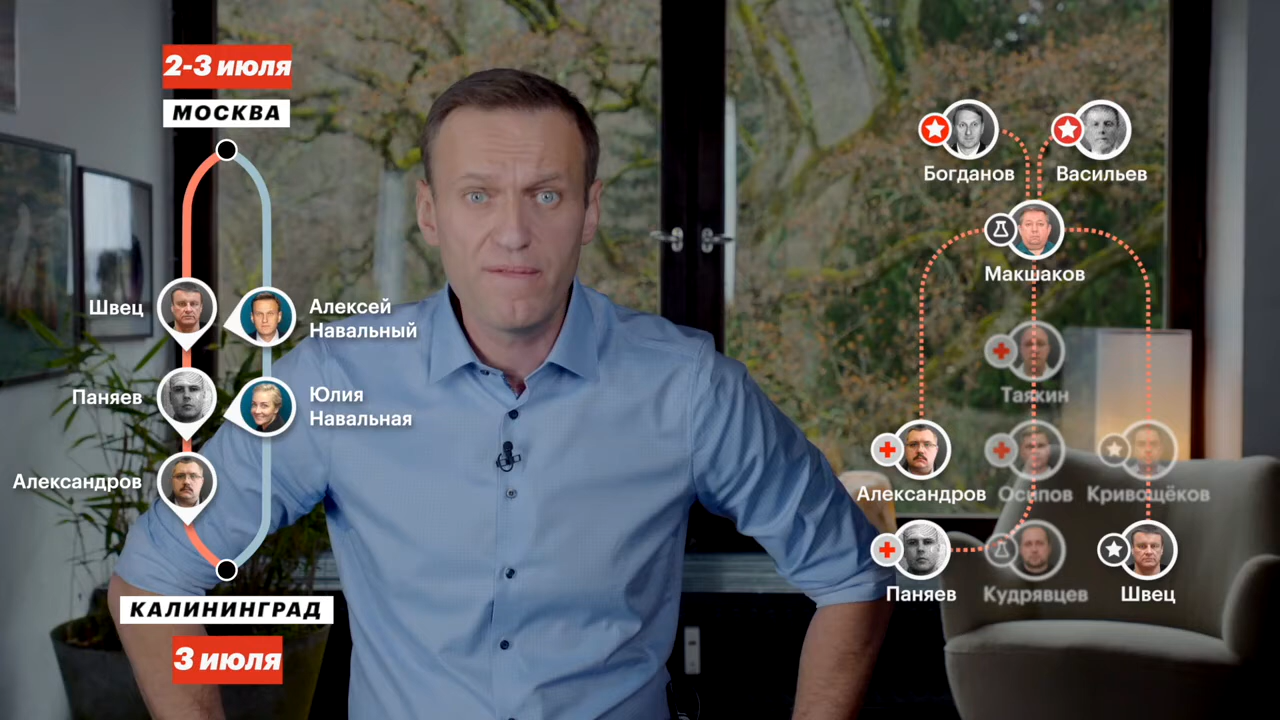 2-3 июля
МОСКВА
Швец
Алексей
Навальный
Паняев
Юлия
Навальная
Александров
КАЛИНИНГРАД
3 июля
Богданов
Васильев
Макшаков
Таякин
Александров
Осипов
Кривощёков
Паняев
Кудрявцев
Швец